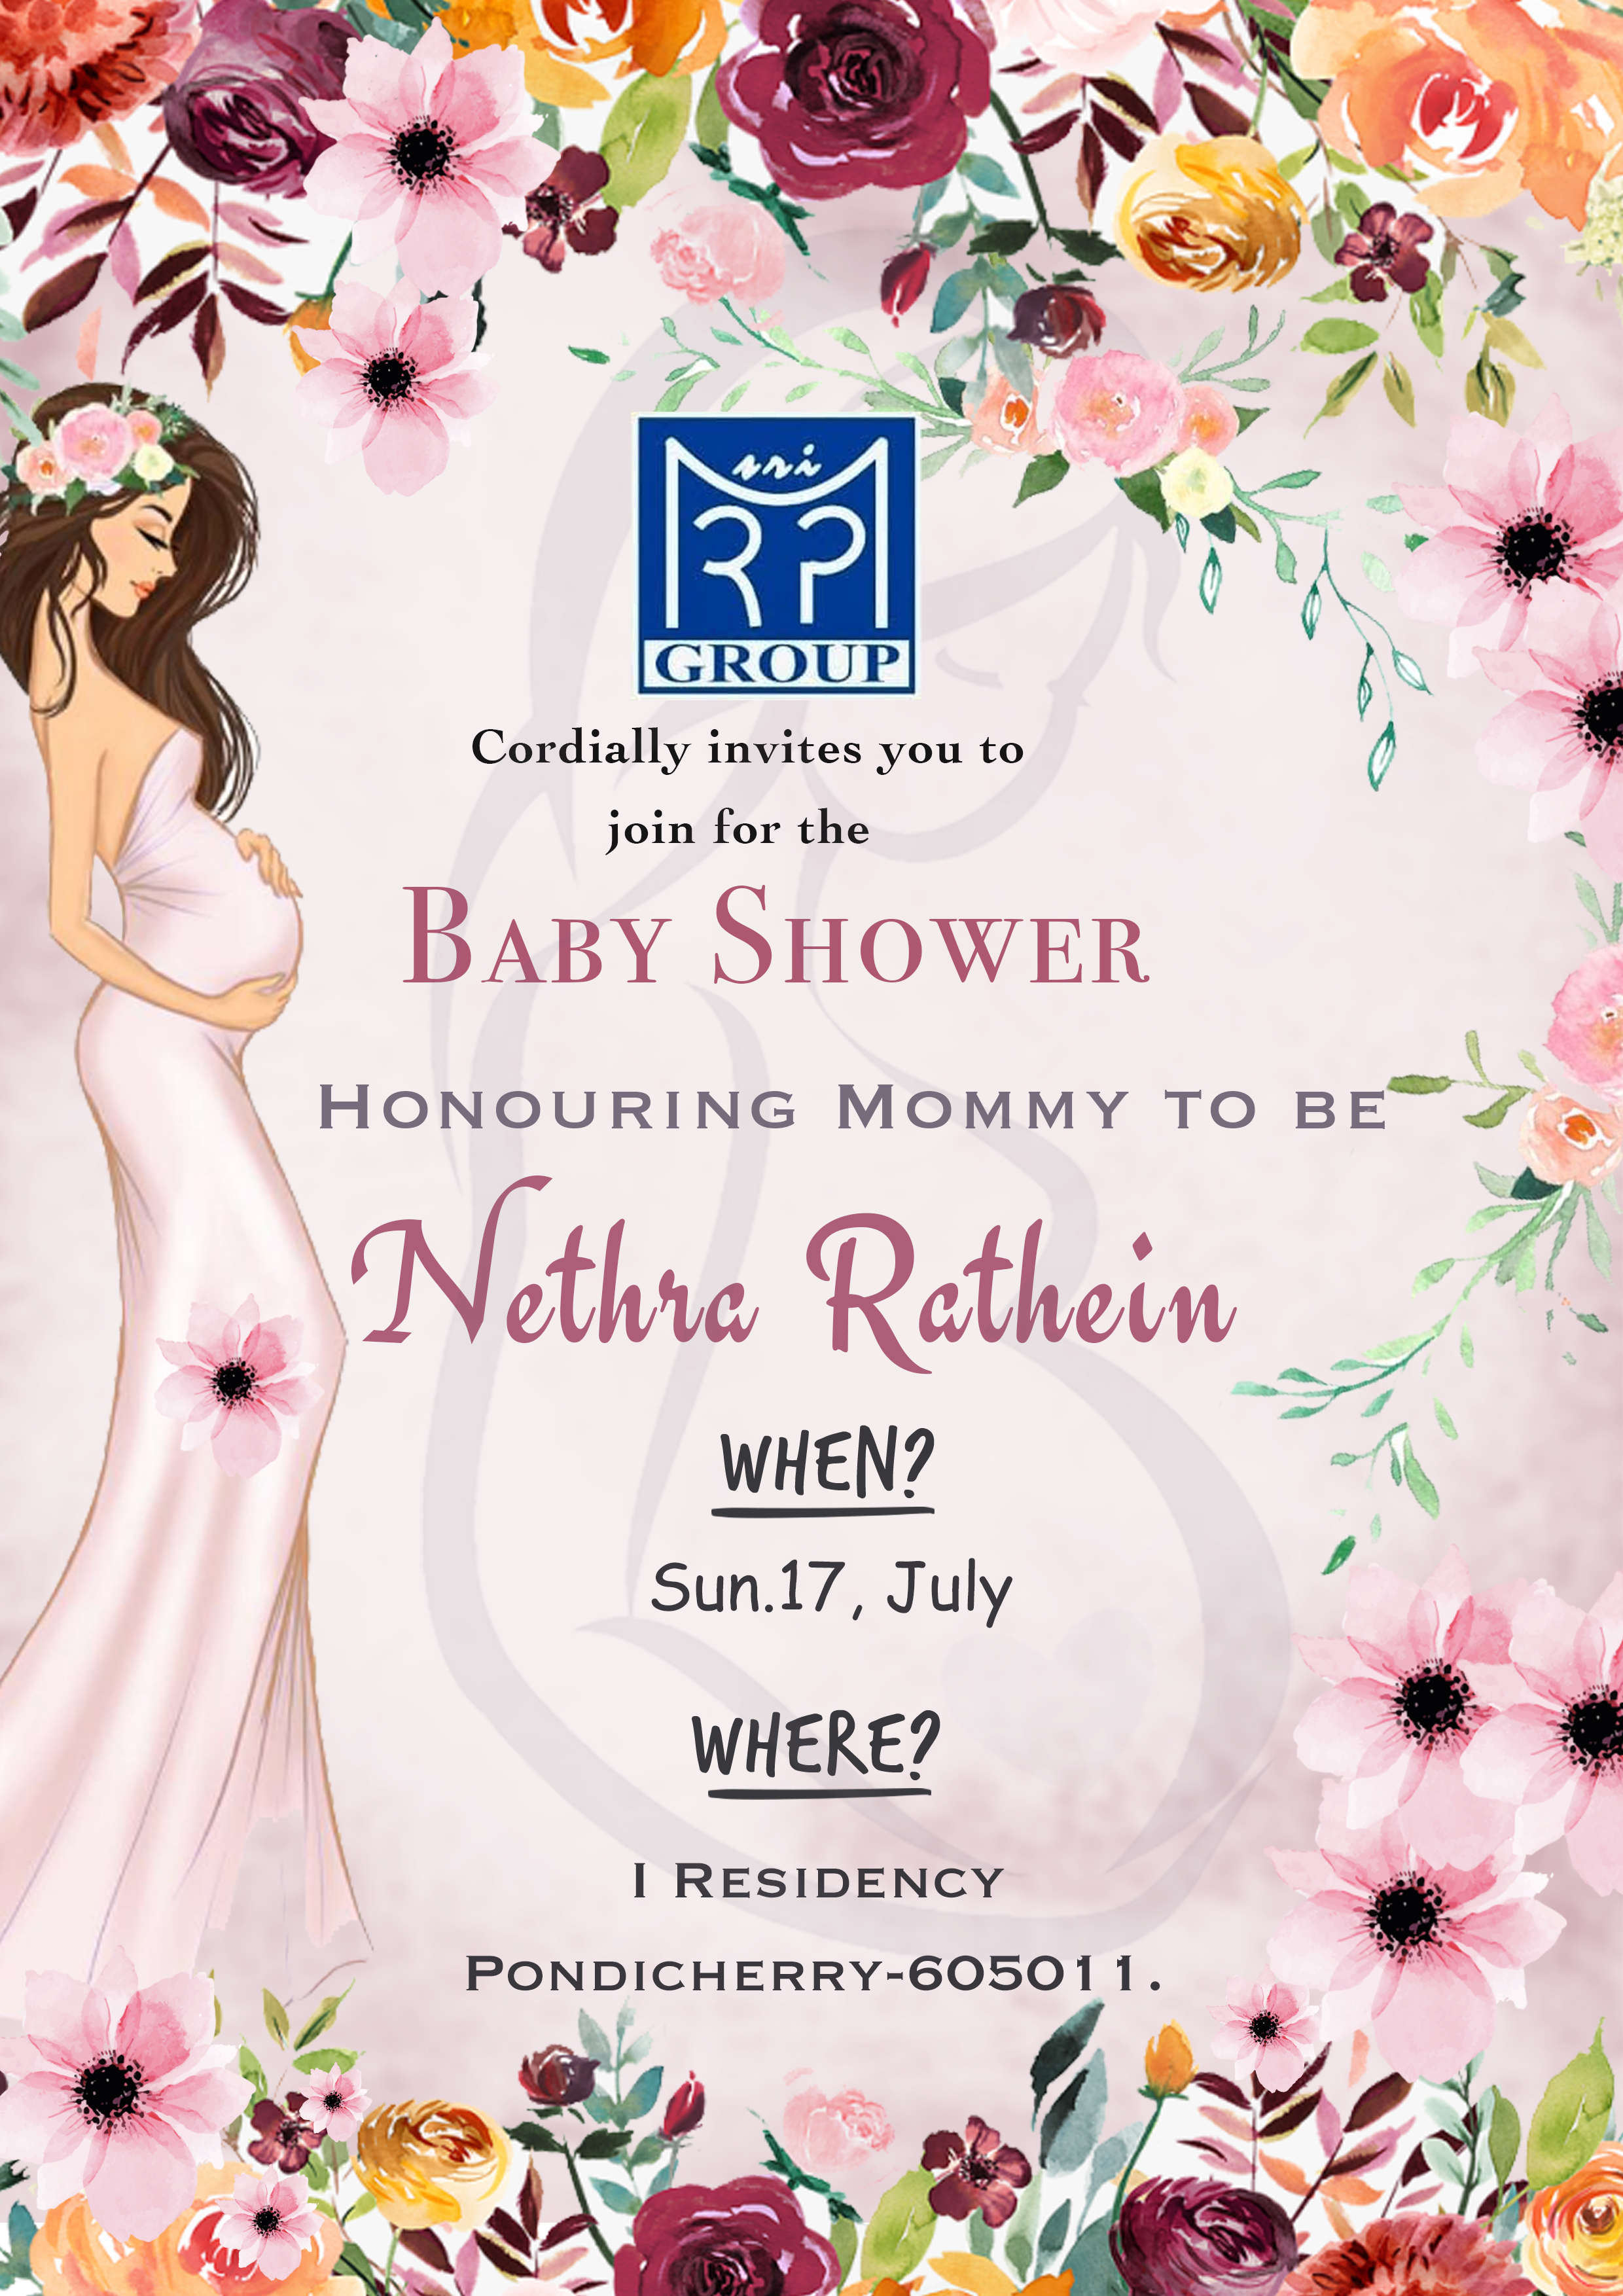 sri
MRPM
GROUP
Cordially invites you to
join for the
Baby Shower
Honouring Mommy to be
Nethra Rathein
WHEN?
Sun.17, July
WHERE?
I Residency
Pondicherry-605011.